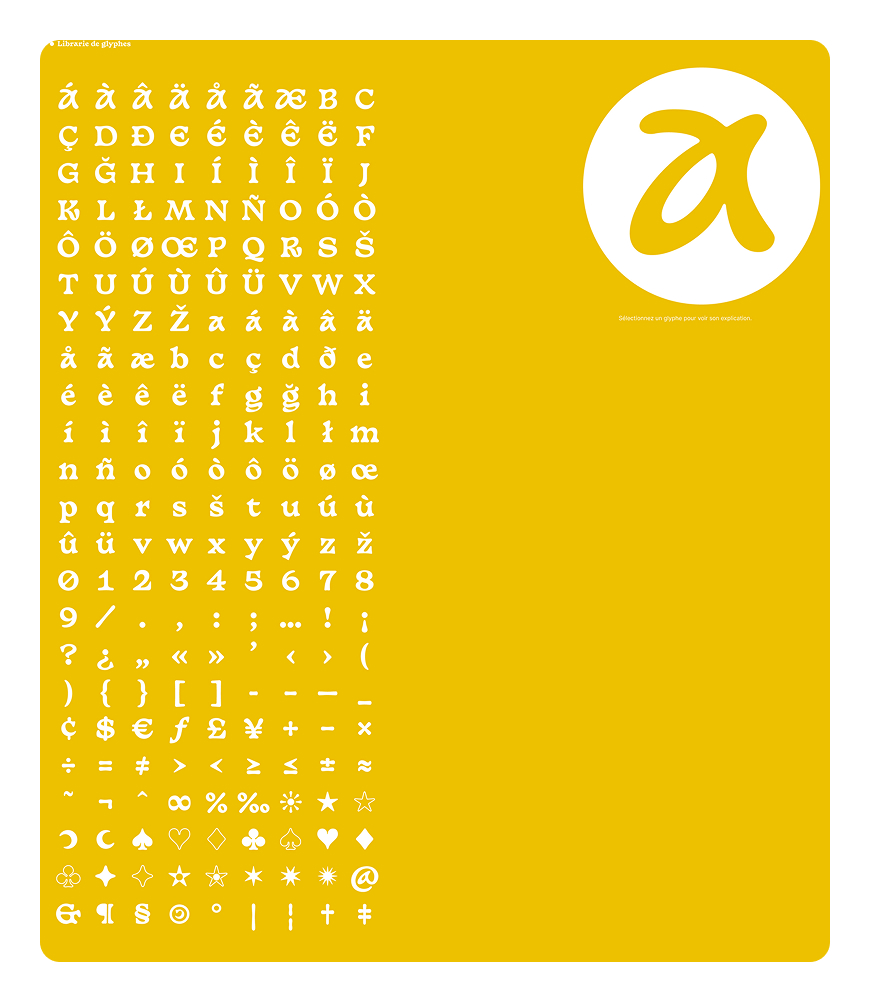 Librarie de glyphes
Á À Â Ä Å Ã Æ B C
Ç D Đ E É È Ê Ë F
G Ğ H I Í Ì Î Ï J
K L Ł M N Ñ O Ó Ò
Ô Ö Ø Œ P Q R S Š
T U Ú Ù Û Ü V W X
Y Ý Z Ž a á à â ä
å ã æ b c ç d ð e
é è ê ë f g ğ h i
í ì î ï j k l ł m
n ñ o ó ò ô ö ø œ
p q r s š t u ú ù
û ü v w x y ý z ž
0 1 2 3 4 5 6 7 8
9 / . , : ; … ! ¡
? ¿ „ « » ’ ‹ › (
) { } [ ] - – — _
¢ $ € ƒ £ ¥ + − ×
÷ = ≠ > < ≥ ≤ ± ≈
~ ¬ ^ ∞ % ‰ ☼ ★ ☆
☽ ☾ ♠ ♡ ♢ ♣ ♤ ♥ ♦
♧ ✦ ✧ ✶ ✷ ✹ @
& ¶ § © ° | ¦ † ‡
a
Sélectionnez un glyphe pour voir son explication.